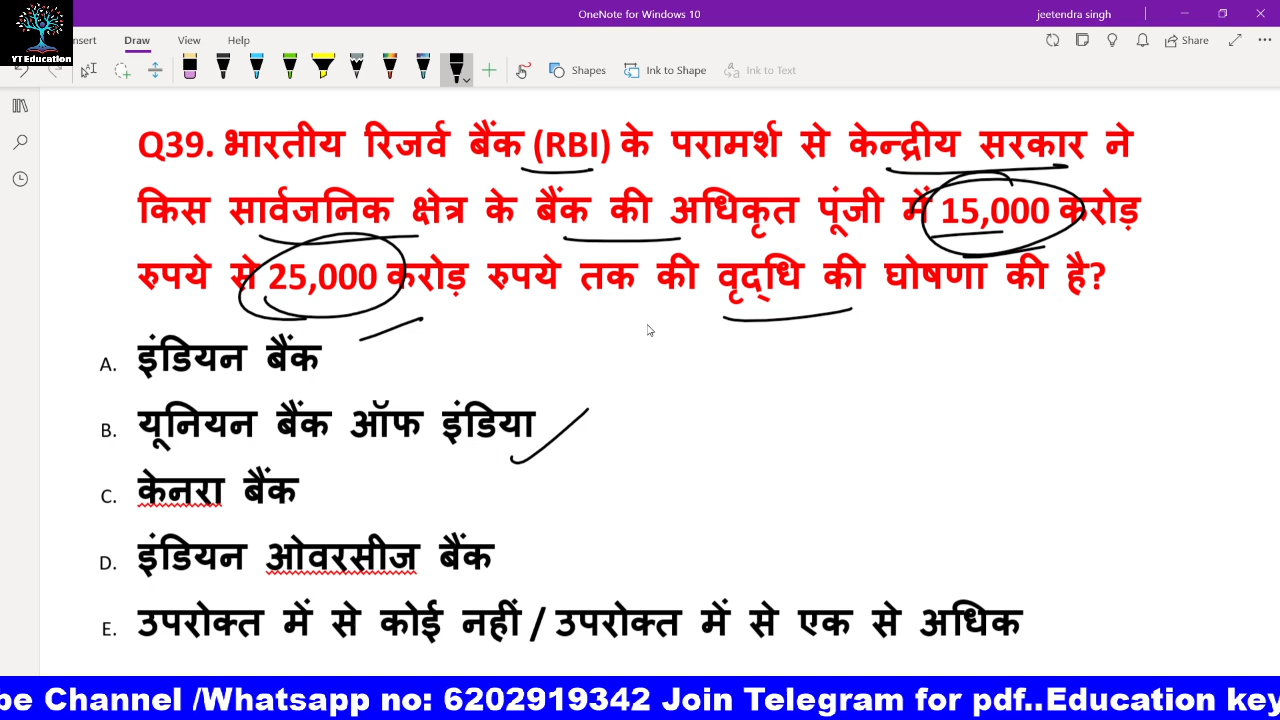 OneNote for Windows 10
jeetendra singh
YT Education
nsert
Draw
View
Help
Shapes
Ink to Shape
Ink to Text
Share
Q39. भारतीय रिजर्व बैंक (RBI) के परामर्श से केन्द्रीय सरकार ने
किस सार्वजनिक क्षेत्र के बैंक की अधिकृत पूंजी में 15,000 करोड़
रुपये से 25,000 करोड़ रुपये तक की वृद्धि की घोषणा की है?
A. इंडियन बैंक
B. यूनियन बैंक ऑफ इंडिया
C. केनरा बैंक
D. इंडियन ओवरसीज बैंक
E. उपरोक्त में से कोई नहीं / उपरोक्त में से एक से अधिक
be Channel /Whatsapp no: 6202919342 Join Telegram for pdf..Education key